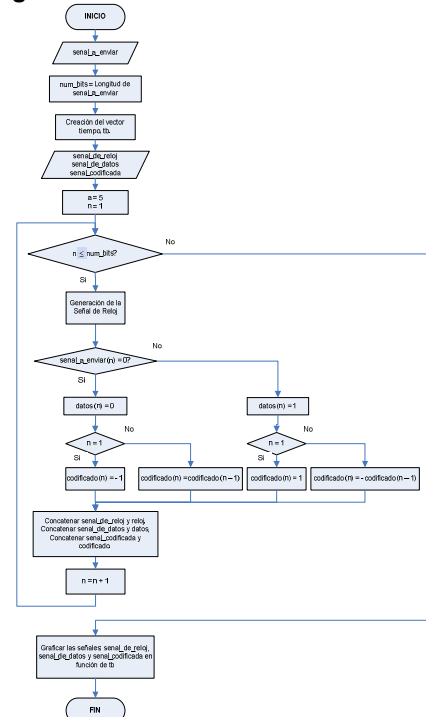 INICIO
senal_a_enviar
num_bits = Longitud de
senal_a_enviar
Creación del vector
tiempo, tb.
senal_de_reloj
senal_de_datos
senal_codificada
a = 5
n = 1
n ≤ num_bits?
No
Si
Generación de la
Señal de Reloj
senal_a_enviar(n) = 0?
No
Si
datos(n) = 0
datos(n) = 1
n = 1
No
n = 1
No
Si
Si
codificado(n) = - 1
codificado(n) = codificado(n – 1)
codificado(n) = 1
codificado(n) = - codificado(n – 1)
Concatenar senal_de_reloj y reloj,
Concatenar senal_de_datos y datos,
Concatenar senal_codificada y
codificado.
n = n + 1
Graficar las señales: senal_de_reloj,
senal_de_datos y senal_codificada en
función de tb
FIN